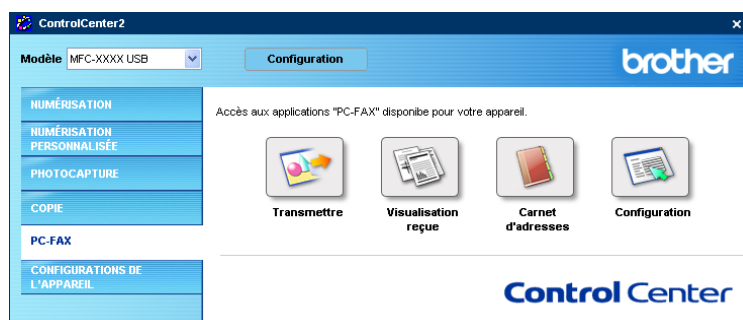 ControlCenter2
Modèle MFC-XXXX USB
Configuration
brother
NUMÉRISATION
NUMÉRISATION
PERSONNALISÉE
PHOTOCAPTURE
COPIE
PC-FAX
CONFIGURATIONS DE
L'APPAREIL
Accès aux applications "PC-FAX" disponibe pour votre appareil.
Transmettre
Visualisation
reçue
Carnet
d'adresses
Configuration
Control Center